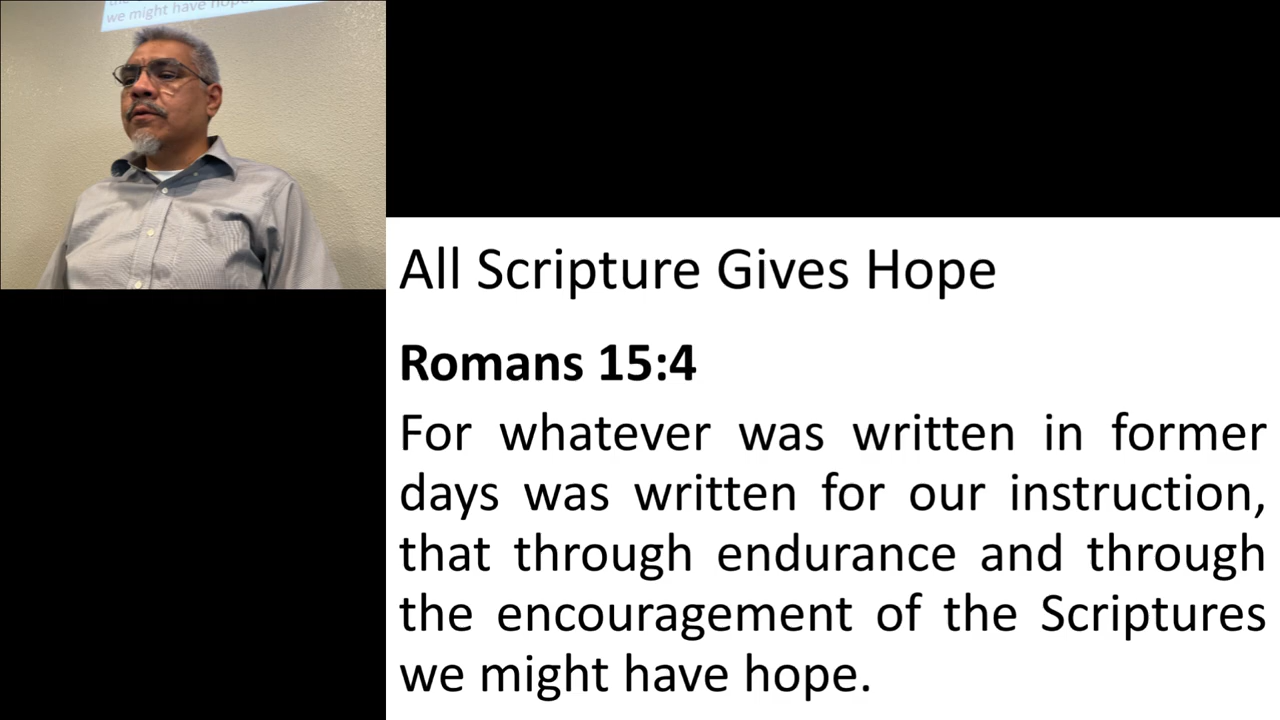 the
we might have hope.
All Scripture Gives Hope
Romans 15:4
For whatever was written in former
days was written for our instruction,
that through endurance and through
the encouragement of the Scriptures
we might have hope.